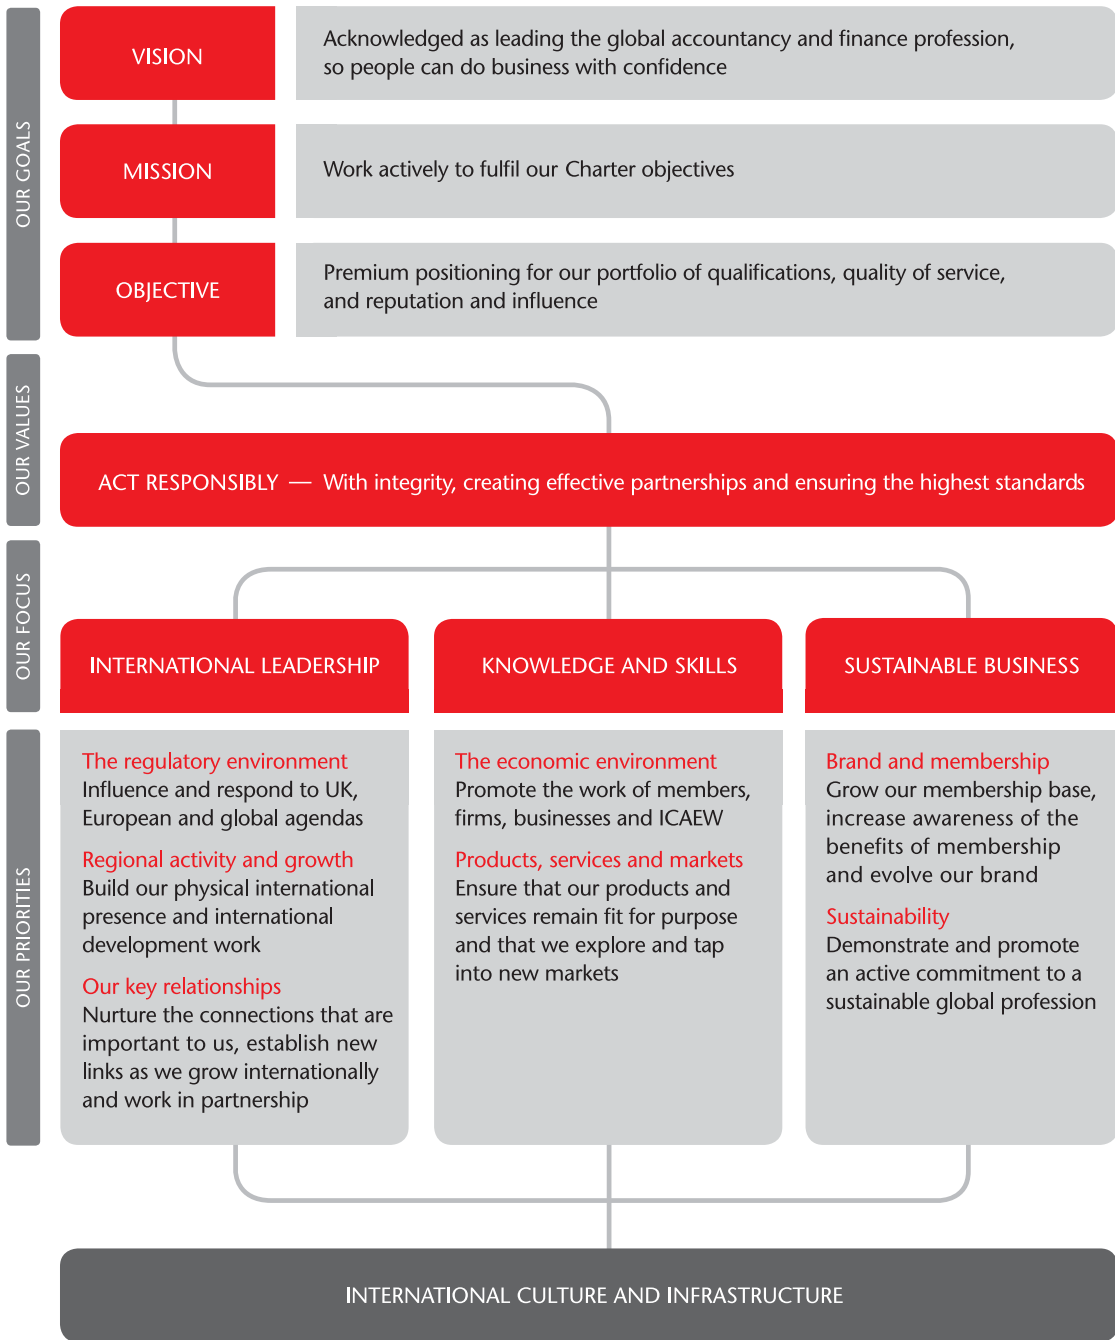 OUR GOALS
VISION
Acknowledged as leading the global accountancy and finance profession,
so people can do business with confidence
MISSION
Work actively to fulfil our Charter objectives
OBJECTIVE
Premium positioning for our portfolio of qualifications, quality of service,
and reputation and influence
OUR VALUES
ACT RESPONSIBLY — With integrity, creating effective partnerships and ensuring the highest standards
OUR FOCUS
INTERNATIONAL LEADERSHIP
KNOWLEDGE AND SKILLS
SUSTAINABLE BUSINESS
OUR PRIORITIES
The regulatory environment
Influence and respond to UK,
European and global agendas
Regional activity and growth
Build our physical international
presence and international
development work
Our key relationships
Nurture the connections that are
important to us, establish new
links as we grow internationally
and work in partnership
The economic environment
Promote the work of members,
firms, businesses and ICAEW
Products, services and markets
Ensure that our products and
services remain fit for purpose
and that we explore and tap
into new markets
Brand and membership
Grow our membership base,
increase awareness of the
benefits of membership
and evolve our brand
Sustainability
Demonstrate and promote
an active commitment to a
sustainable global profession
INTERNATIONAL CULTURE AND INFRASTRUCTURE